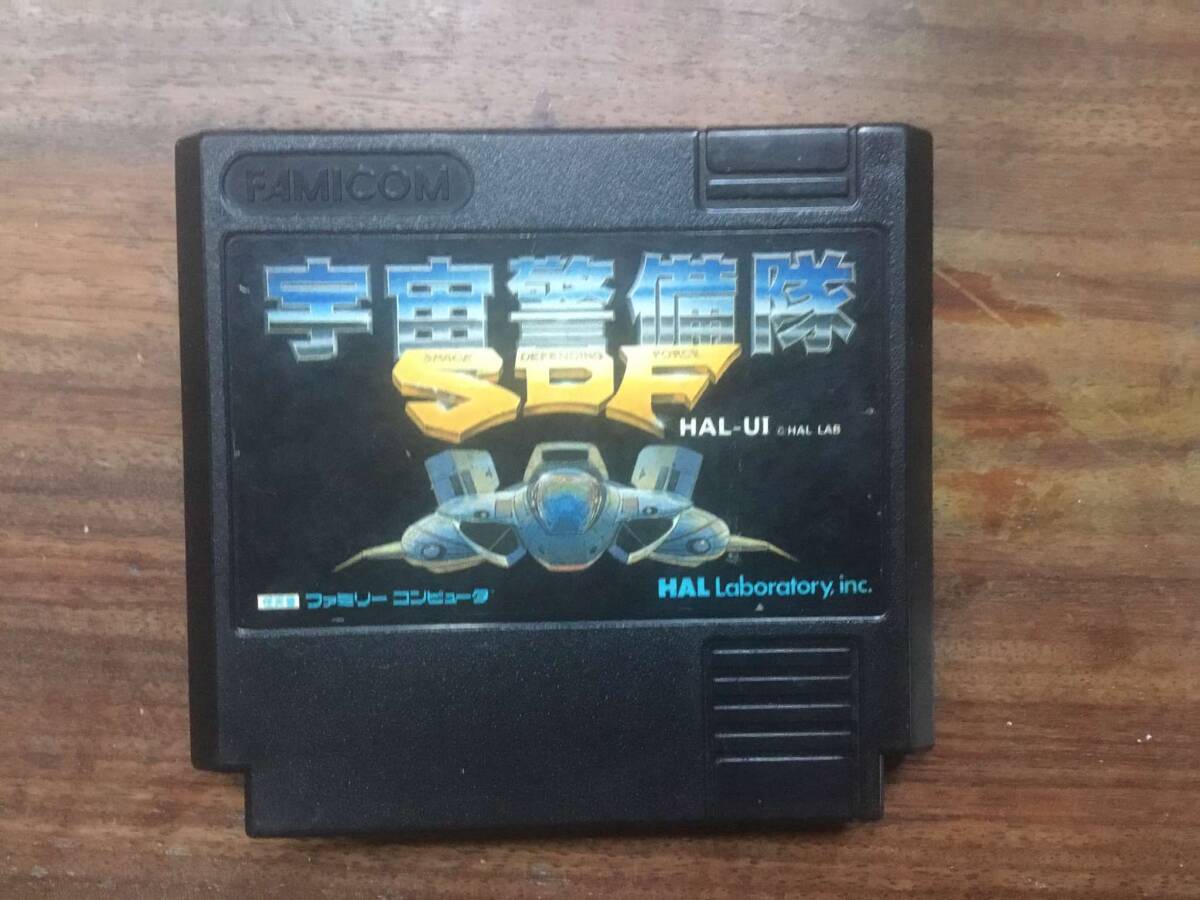 FAMICOM
宇宙警備隊
SPACE DEFENDING FORCE
SDF
HAL-UI © HAL LAB
ファミリー コンピュータ
HAL Laboratory, inc.